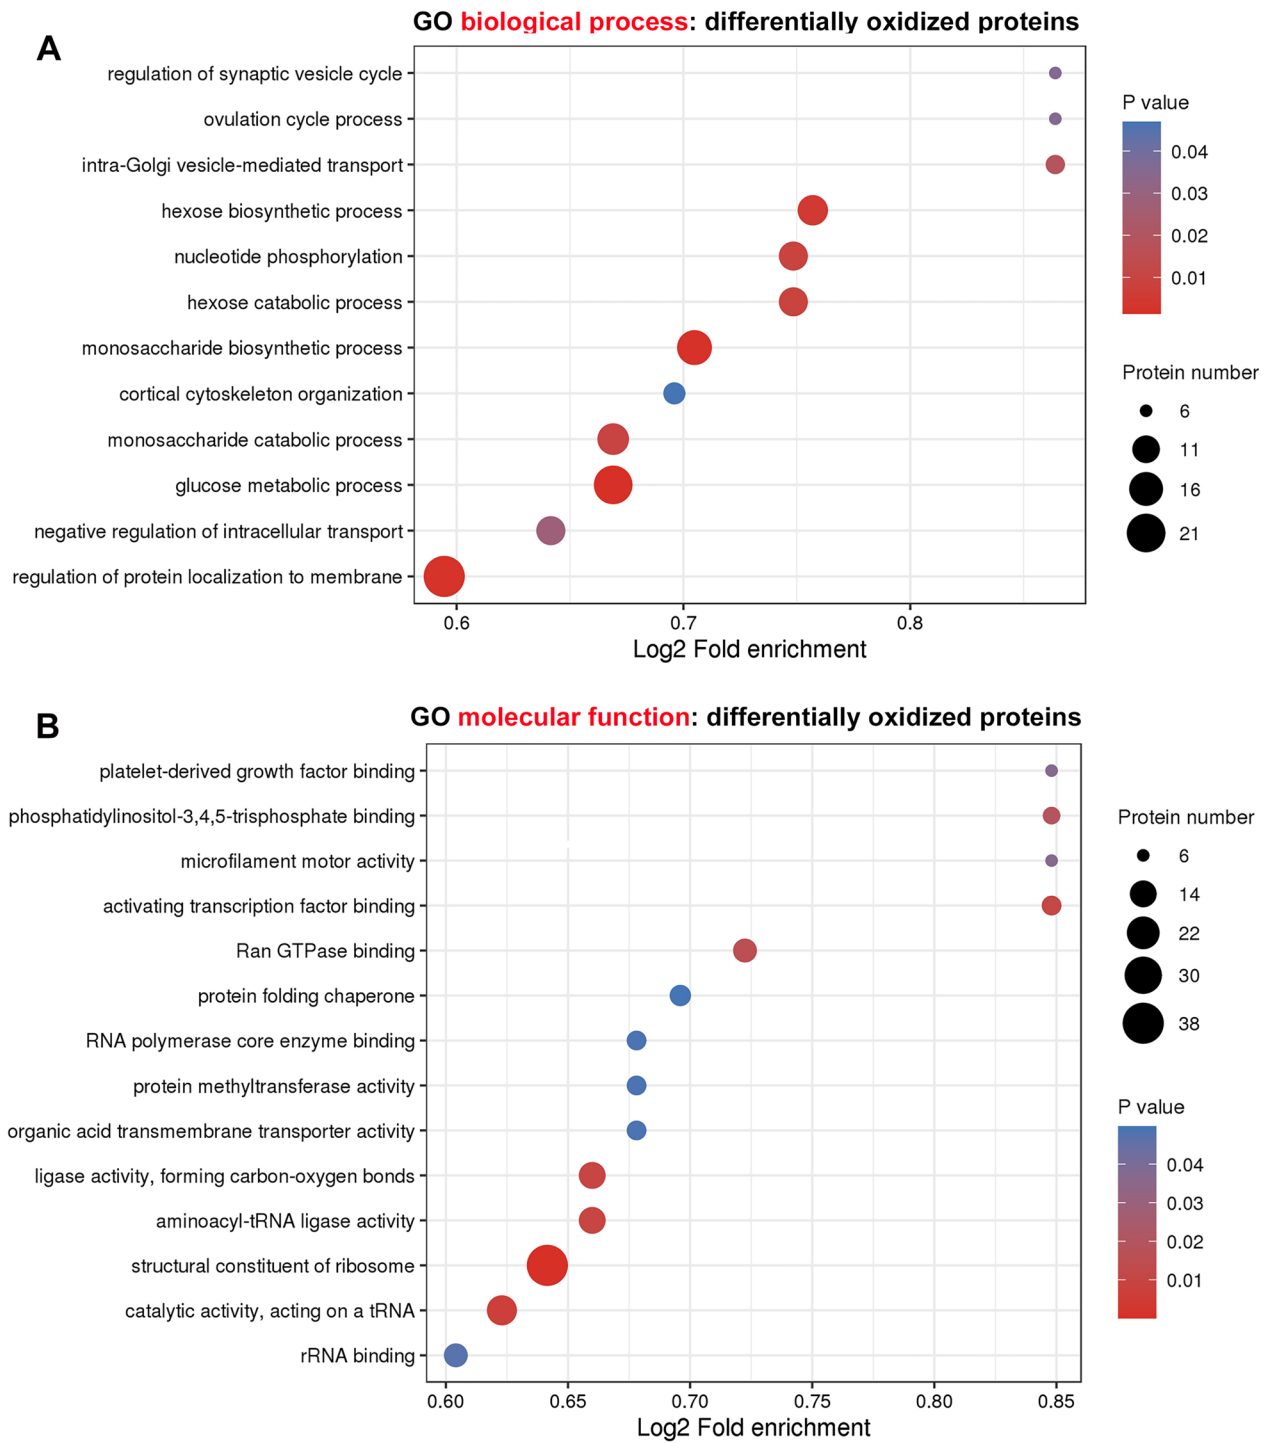 A
GO biological process: differentially oxidized proteins
regulation of synaptic vesicle cycle
ovulation cycle process
intra-Golgi vesicle-mediated transport
hexose biosynthetic process
nucleotide phosphorylation
hexose catabolic process
monosaccharide biosynthetic process
cortical cytoskeleton organization
monosaccharide catabolic process
glucose metabolic process
negative regulation of intracellular transport
regulation of protein localization to membrane
0.6 0.7 0.8
Log2 Fold enrichment
P value
0.04
0.03
0.02
0.01
Protein number
6
11
16
21
B
GO molecular function: differentially oxidized proteins
platelet-derived growth factor binding
phosphatidylinositol-3,4,5-trisphosphate binding
microfilament motor activity
activating transcription factor binding
Ran GTPase binding
protein folding chaperone
RNA polymerase core enzyme binding
protein methyltransferase activity
organic acid transmembrane transporter activity
ligase activity, forming carbon-oxygen bonds
aminoacyl-tRNA ligase activity
structural constituent of ribosome
catalytic activity, acting on a tRNA
rRNA binding
0.60 0.65 0.70 0.75 0.80 0.85
Log2 Fold enrichment
Protein number
6
14
22
30
38
P value
0.04
0.03
0.02
0.01